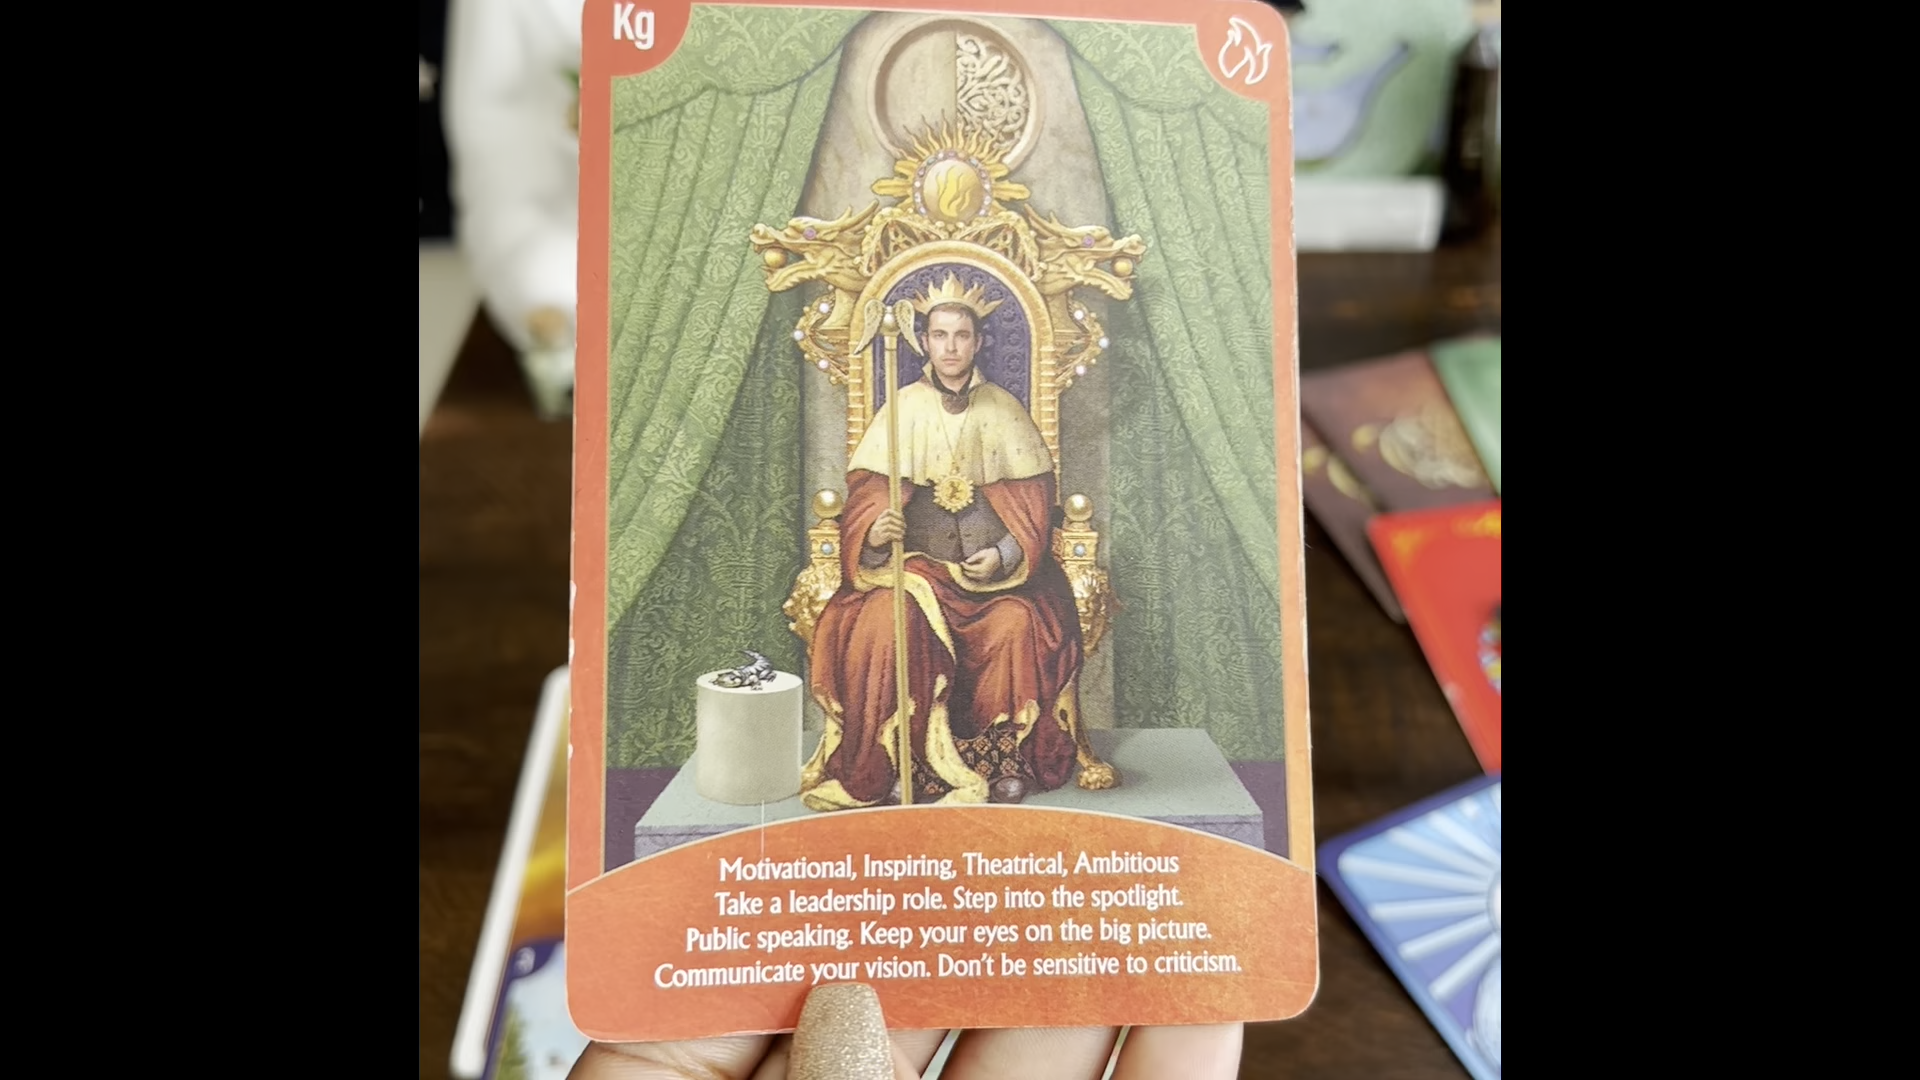 Kg
Motivational, Inspiring, Theatrical, Ambitious
Take a leadership role. Step into the spotlight.
Public speaking. Keep your eyes on the big picture.
Communicate your vision. Don't be sensitive to criticism.